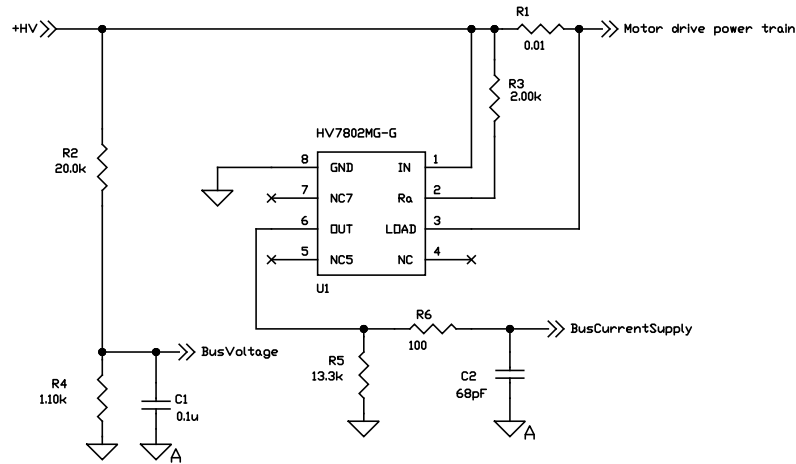 R1
+HV
Motor drive power train
0.01
R3
2.00k
HV7802MG-G
R2
20.0k
8 GND IN 1
7 NC7 Ra 2
6 OUT LOAD 3
5 NC5 NC 4
U1
R6
BusCurrentSupply
100
BusVoltage
R5
13.3k
C2
68pF
R4
1.10k
C1
0.1u
A
A